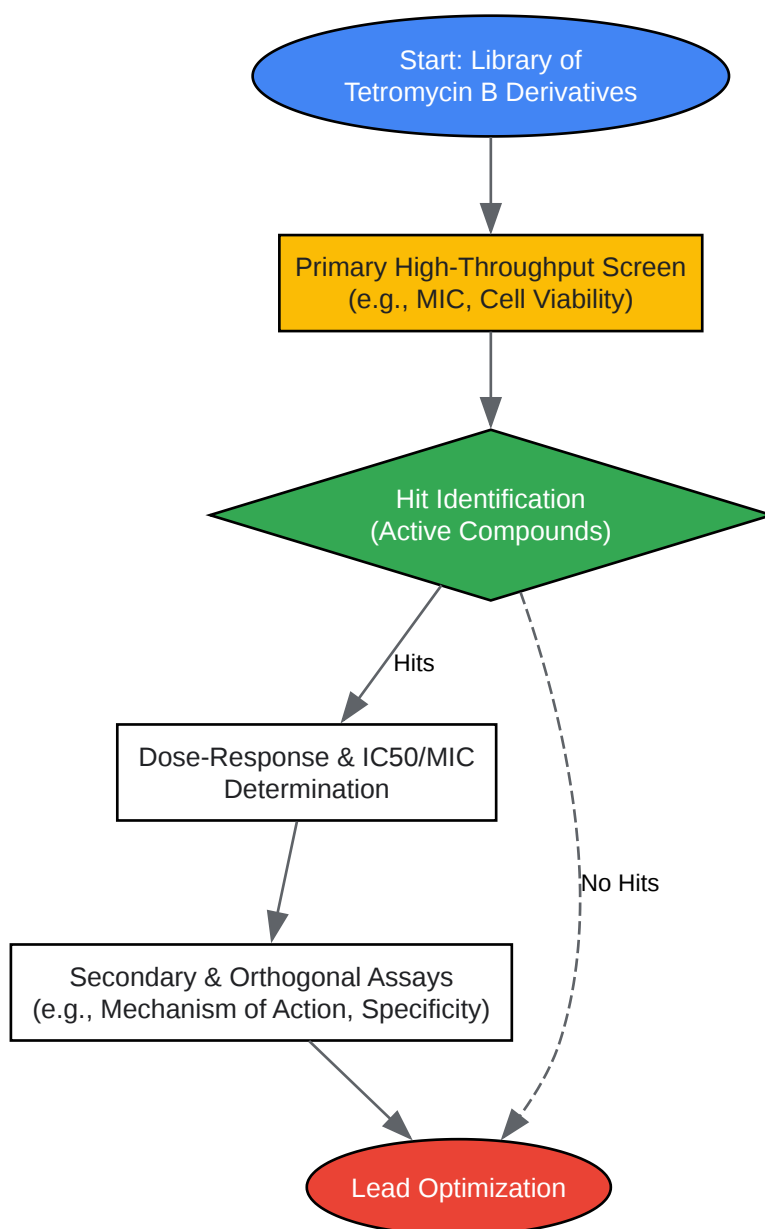 Start: Library of
Tetromycin B Derivatives
Primary High-Throughput Screen
(e.g., MIC, Cell Viability)
Hit Identification
(Active Compounds)
Hits
Dose-Response & IC50/MIC
Determination
No Hits
Secondary & Orthogonal Assays
(e.g., Mechanism of Action, Specificity)
Lead Optimization